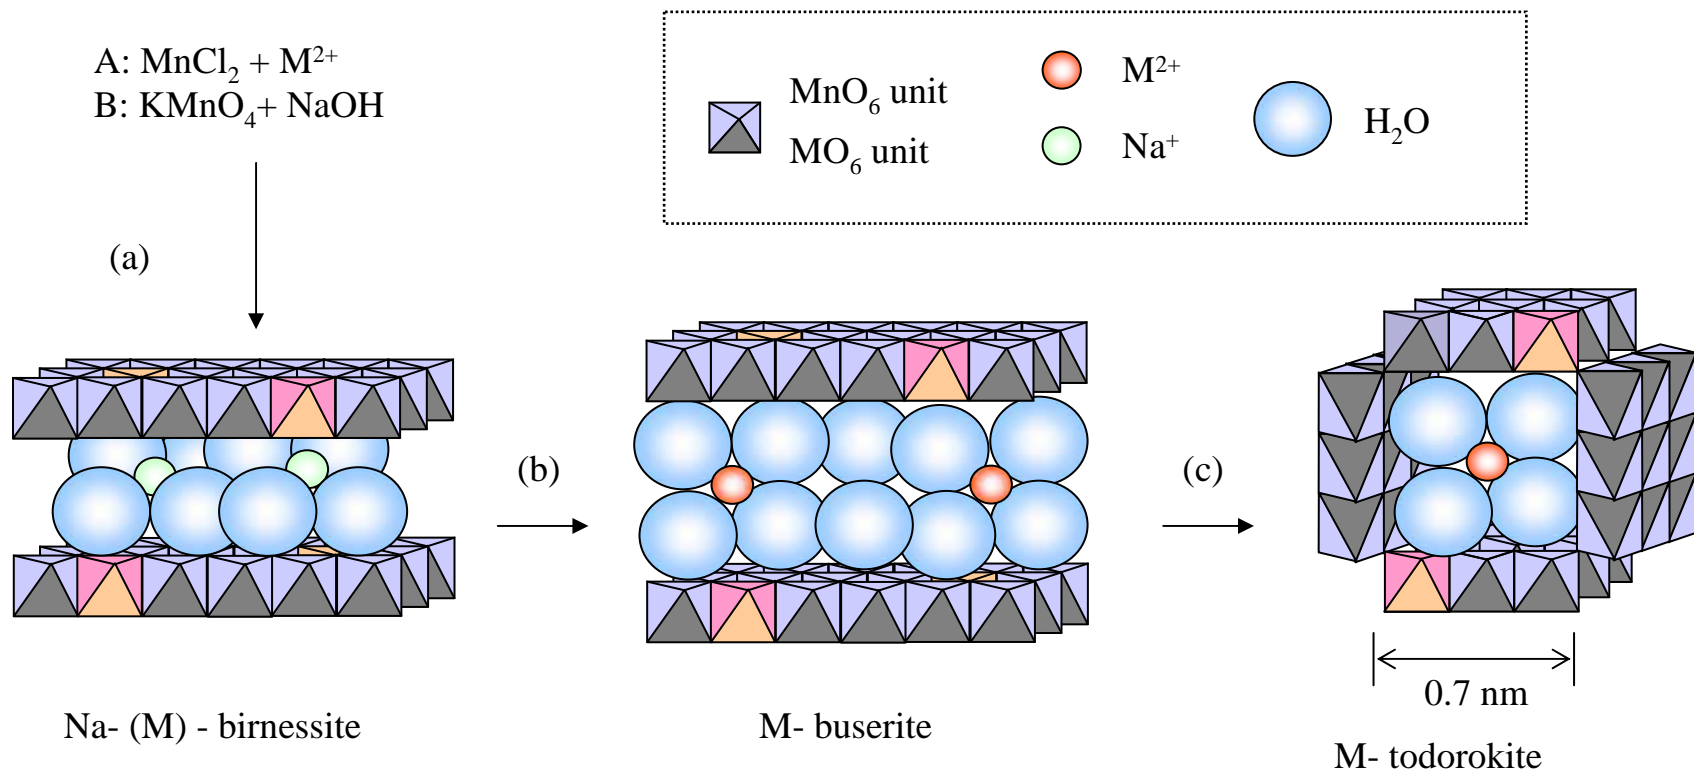 A: MnCl₂ + M²⁺
B: KMnO₄+ NaOH
MnO₆ unit
MO₆ unit
M²⁺
Na⁺
H₂O
(a)
(b)
(c)
0.7 nm
Na- (M) - birnessite
M- buserite
M- todorokite